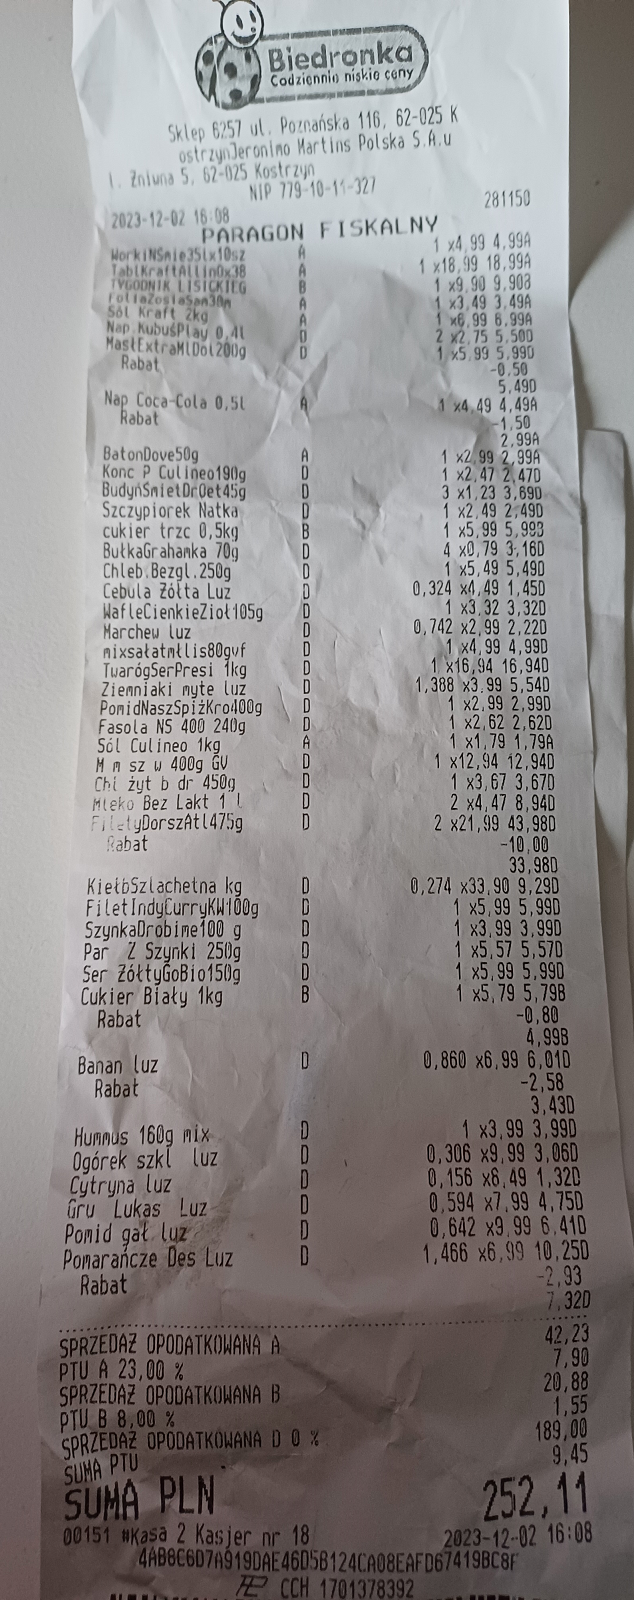 Biedronka
Codziennie niskie ceny
Sklep 6257 ul. Poznańska 116, 62-025 K
ostrzynJeronimo Martins Polska S.A.u
l. Żniwna 5, 62-025 Kostrzyn
NIP 779-10-11-327
2023-12-02 16:08 281150
PARAGON FISKALNY
WorkiNŚmie35lx10sz A 1 x4,99 4,99A
TablKraftAllinOx38 A 1 x18,99 18,99A
TYGODNIK LISICKIEG B 1 x9,90 9,90B
FoliaZosiaSam30m A 1 x3,49 3,49A
Sól Kraft 2kg A 1 x6,99 6,99A
Nap.KubuśPlay 0,4l D 2 x2,75 5,50D
MasłExtraMlDol200g D 1 x5,99 5,99D
Rabat -0,50
5,49D
Nap Coca-Cola 0,5l A 1 x4,49 4,49A
Rabat -1,50
2,99A
BatonDove50g A 1 x2,99 2,99A
Konc P Culineo190g D 1 x2,47 2,47D
BudyńŚmietDrOet45g D 3 x1,23 3,69D
Szczypiorek Natka D 1 x2,49 2,49D
cukier trzc 0,5kg B 1 x5,99 5,99B
BułkaGrahamka 70g D 4 x0,79 3,16D
Chleb.Bezgl.250g D 1 x5,49 5,49D
Cebula Żółta Luz D 0,324 x4,49 1,45D
WafleCienkieZioł105g D 1 x3,32 3,32D
Marchew luz D 0,742 x2,99 2,22D
mixsałatmłlis80gvf D 1 x4,99 4,99D
TwarógSerPresi 1kg D 1 x16,94 16,94D
Ziemniaki myte luz D 1,388 x3,99 5,54D
PomidNaszSpiżKro400g D 1 x2,99 2,99D
Fasola NS 400 240g D 1 x2,62 2,62D
Sól Culineo 1kg A 1 x1,79 1,79A
M m sz w 400g GV D 1 x12,94 12,94D
Chl żyt b dr 450g D 1 x3,67 3,67D
Mleko Bez Lakt 1 l D 2 x4,47 8,94D
FiletyDorszAtl475g D 2 x21,99 43,98D
Rabat -10,00
33,98D
KiełbSzlachetna kg D 0,274 x33,90 9,29D
FiletIndyCurryKW100g D 1 x5,99 5,99D
SzynkaDrobime100 g D 1 x3,99 3,99D
Par Z Szynki 250g D 1 x5,57 5,57D
Ser ŻółtyGoBio150g D 1 x5,99 5,99D
Cukier Biały 1kg B 1 x5,79 5,79B
Rabat -0,80
4,99B
Banan luz D 0,860 x6,99 6,01D
Rabat -2,58
3,43D
Hummus 160g mix D 1 x3,99 3,99D
Ogórek szkl luz D 0,306 x9,99 3,06D
Cytryna luz D 0,156 x8,49 1,32D
Gru Lukas Luz D 0,594 x7,99 4,75D
Pomid gał luz D 0,642 x9,99 6,41D
Pomarańcze Des Luz D 1,466 x6,99 10,25D
Rabat -2,93
7,32D
SPRZEDAŻ OPODATKOWANA A 42,23
PTU A 23,00 % 7,90
SPRZEDAŻ OPODATKOWANA B 20,88
PTU B 8,00 % 1,55
SPRZEDAŻ OPODATKOWANA D 0 % 189,00
SUMA PTU 9,45
SUMA PLN 252,11
00151 #Kasa 2 Kasjer nr 18 2023-12-02 16:08
4AB8C6D7A919DAE46D5B124CA08EAFD67419BC8F
CCH 1701378392